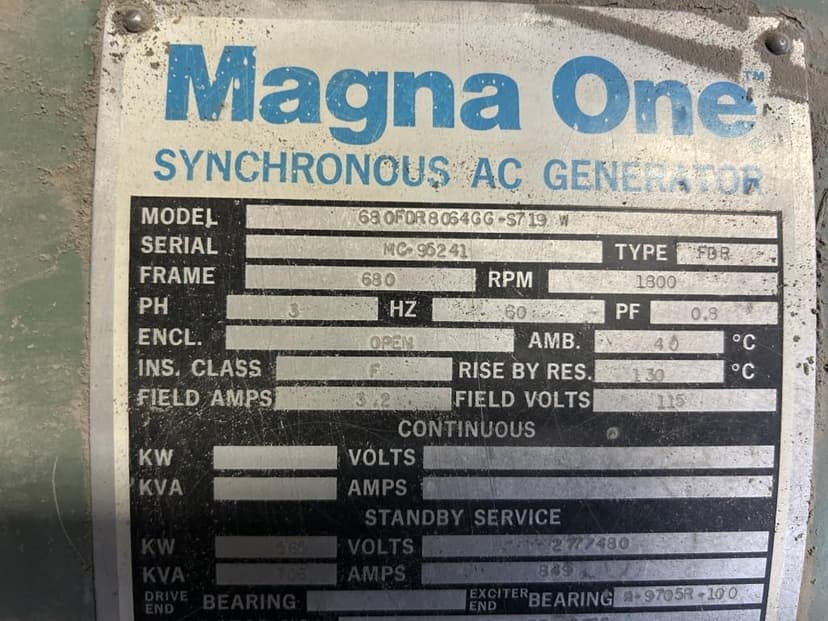 Magna One™
SYNCHRONOUS AC GENERATOR
MODEL 680FDR8064GG-S719 W
SERIAL MC-95241 TYPE FDR
FRAME 680 RPM 1800
PH 3 HZ 60 PF 0.8
ENCL. OPEN AMB. 40 °C
INS. CLASS F RISE BY RES. 130 °C
FIELD AMPS 3.2 FIELD VOLTS 115
CONTINUOUS
KW VOLTS
KVA AMPS
STANDBY SERVICE
KW VOLTS 277/480
KVA AMPS 849
DRIVE END BEARING EXCITER END BEARING